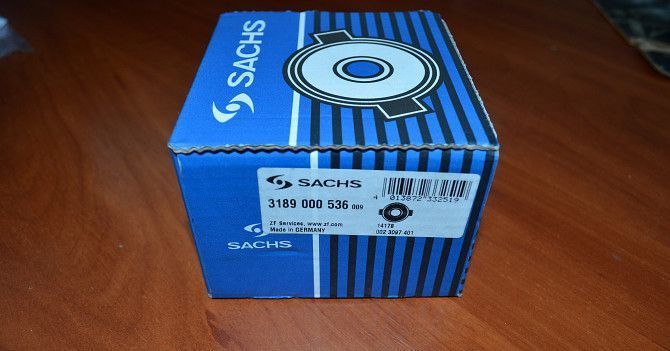 SACHS
SACHS
3189 000 536 009
4 013872 332519
ZF Services, www.zf.com
Made in GERMANY
14178
002 3097 401
SACHS